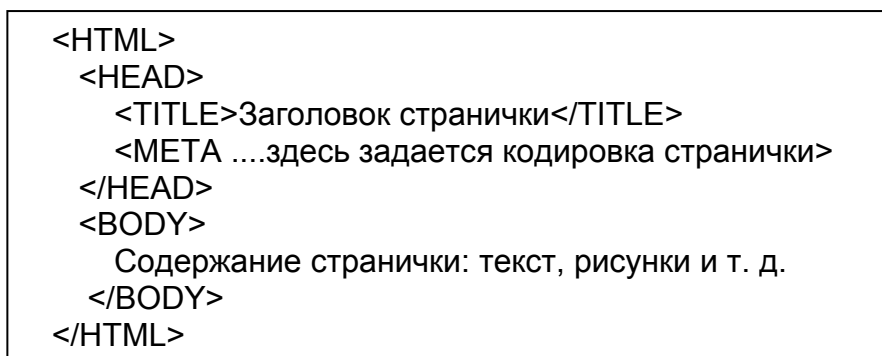 <HTML>
<HEAD>
<TITLE>Заголовок странички</TITLE>
<META ....здесь задается кодировка странички>
</HEAD>
<BODY>
Содержание странички: текст, рисунки и т. д.
</BODY>
</HTML>